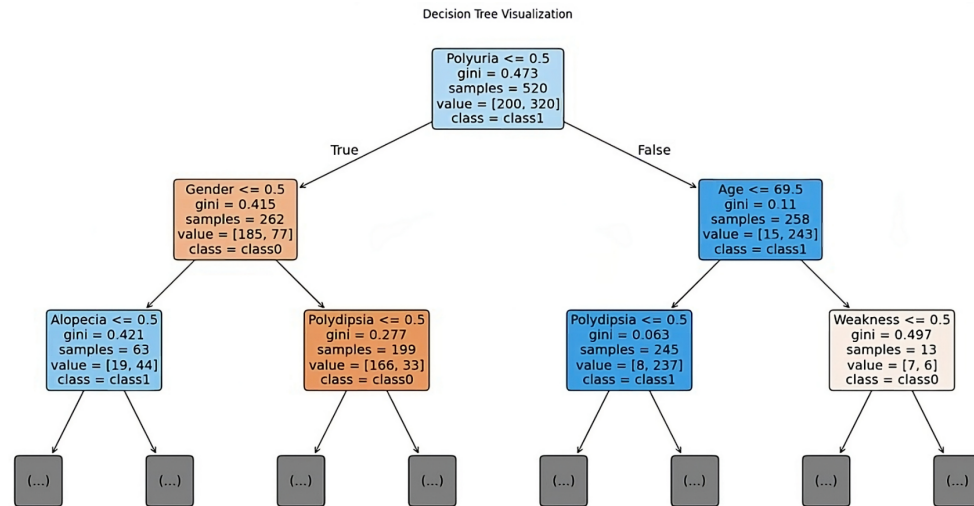 Decision Tree Visualization
Polyuria <= 0.5
gini = 0.473
samples = 520
value = [200, 320]
class = class1
True
False
Gender <= 0.5
gini = 0.415
samples = 262
value = [185, 77]
class = class0
Age <= 69.5
gini = 0.11
samples = 258
value = [15, 243]
class = class1
Alopecia <= 0.5
gini = 0.421
samples = 63
value = [19, 44]
class = class1
Polydipsia <= 0.5
gini = 0.277
samples = 199
value = [166, 33]
class = class0
Polydipsia <= 0.5
gini = 0.063
samples = 245
value = [8, 237]
class = class1
Weakness <= 0.5
gini = 0.497
samples = 13
value = [7, 6]
class = class0
(...)
(...)
(...)
(...)
(...)
(...)
(...)
(...)